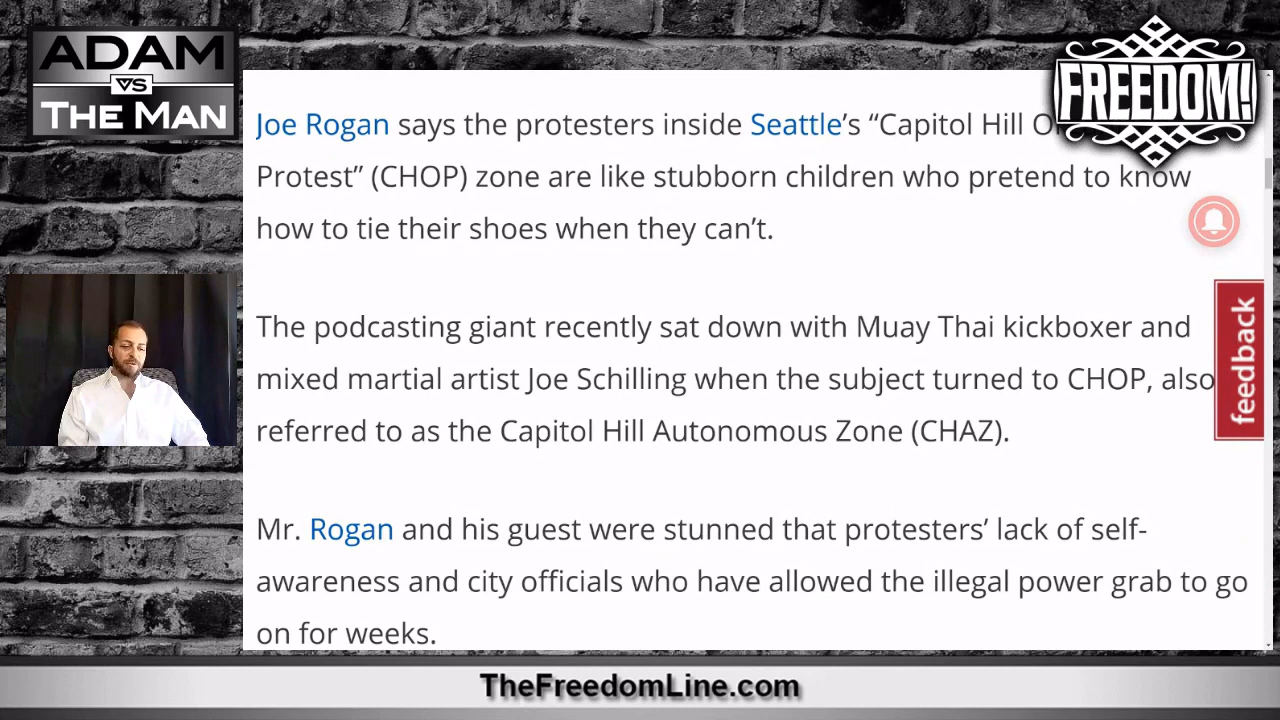 ADAM
VS
THE MAN
FREEDOM!
Joe Rogan says the protesters inside Seattle's “Capitol Hill
Protest” (CHOP) zone are like stubborn children who pretend to know
how to tie their shoes when they can't.
The podcasting giant recently sat down with Muay Thai kickboxer and
mixed martial artist Joe Schilling when the subject turned to CHOP, also
referred to as the Capitol Hill Autonomous Zone (CHAZ).
Mr. Rogan and his guest were stunned that protesters’ lack of self-
awareness and city officials who have allowed the illegal power grab to go
on for weeks.
feedback
TheFreedomLine.com